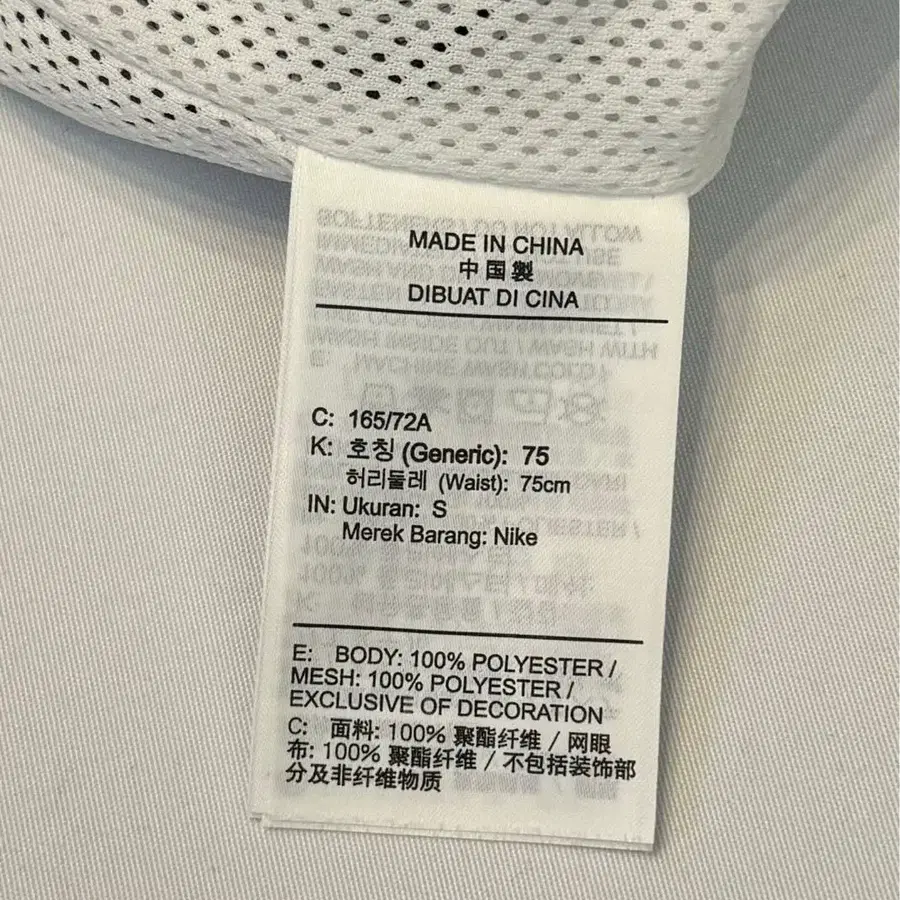 MADE IN CHINA
中国製
DIBUAT DI CINA
C: 165/72A
K: 호칭 (Generic): 75
허리둘레 (Waist): 75cm
IN: Ukuran: S
Merek Barang: Nike
E: BODY: 100% POLYESTER /
MESH: 100% POLYESTER /
EXCLUSIVE OF DECORATION
C: 面料: 100% 聚酯纤维 / 网眼
布: 100% 聚酯纤维 / 不包括装饰部
分及非纤维物质